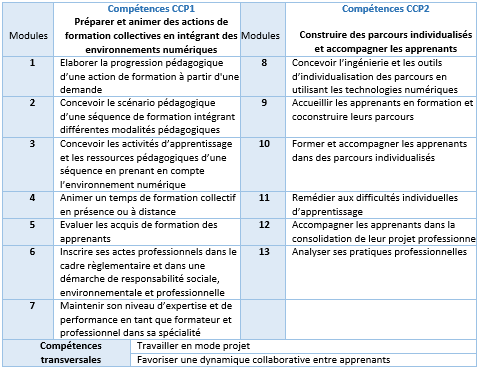 Compétences CCP1
Modules
Préparer et animer des actions de
formation collectives en intégrant des
environnements numériques
Compétences CCP2
Modules
Construire des parcours individualisés
et accompagner les apprenants
1
Elaborer la progression pédagogique
d’une action de formation à partir d'une
demande
8
Concevoir l’ingénierie et les outils
d’individualisation des parcours en
utilisant les technologies numériques
2
Concevoir le scénario pédagogique
d’une séquence de formation intégrant
différentes modalités pédagogiques
9
Accueillir les apprenants en formation et
coconstruire leurs parcours
3
Concevoir les activités d’apprentissage
et les ressources pédagogiques d’une
séquence en prenant en compte
l’environnement numérique
10
Former et accompagner les apprenants
dans des parcours individualisés
4
Animer un temps de formation collectif
en présence ou à distance
11
Remédier aux difficultés individuelles
d’apprentissage
5
Evaluer les acquis de formation des
apprenants
12
Accompagner les apprenants dans la
consolidation de leur projet professionne
6
Inscrire ses actes professionnels dans le
cadre règlementaire et dans une
démarche de responsabilité sociale,
environnementale et professionnelle
13
Analyser ses pratiques professionnelles
7
Maintenir son niveau d’expertise et de
performance en tant que formateur et
professionnel dans sa spécialité
Compétences
transversales
Travailler en mode projet
Favoriser une dynamique collaborative entre apprenants